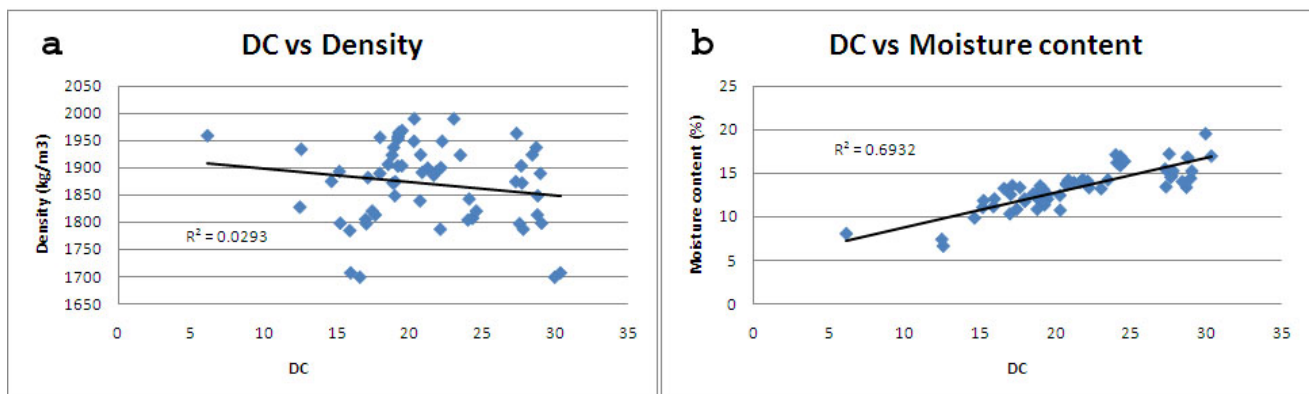 a
DC vs Density
Density (kg/m3)
2050
2000
1950
1900
1850
1800
1750
1700
1650
R² = 0.0293
0 5 10 15 20 25 30 35
DC
b
DC vs Moisture content
Moisture content (%)
25
20
15
10
5
0
R² = 0.6932
0 5 10 15 20 25 30 35
DC